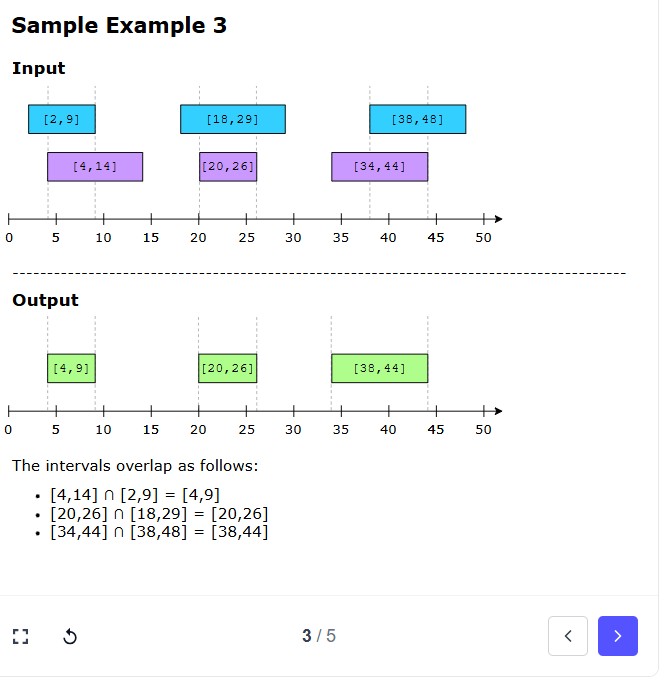 Sample Example 3
Input
[2,9] [18,29] [38,48]
[4,14] [20,26] [34,44]
0 5 10 15 20 25 30 35 40 45 50
Output
[4,9] [20,26] [38,44]
0 5 10 15 20 25 30 35 40 45 50
The intervals overlap as follows:
• [4,14] ∩ [2,9] = [4,9]
• [20,26] ∩ [18,29] = [20,26]
• [34,44] ∩ [38,48] = [38,44]
3 / 5